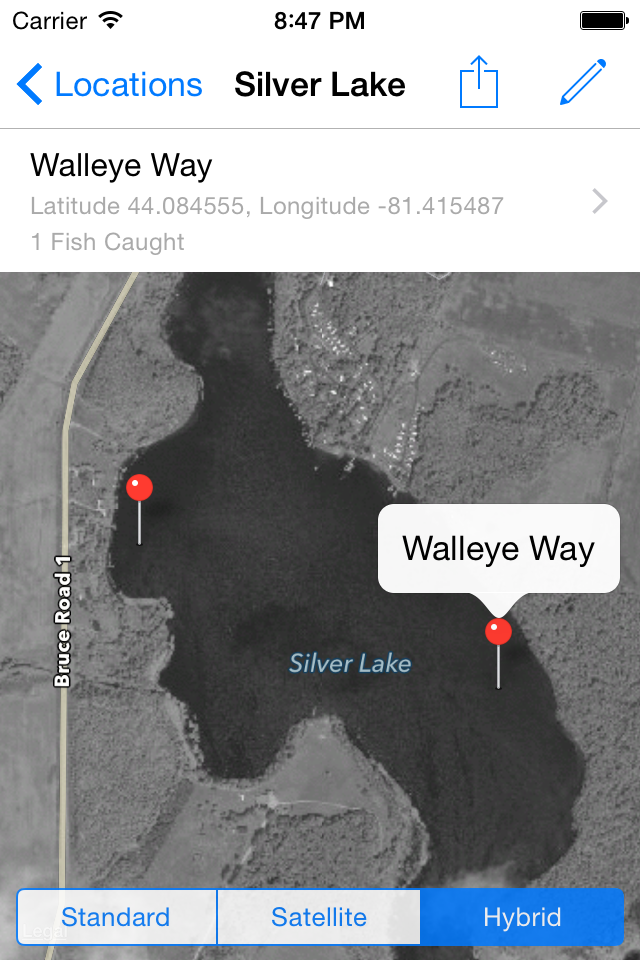 Carrier 8:47 PM
Locations Silver Lake
Walleye Way
Latitude 44.084555, Longitude -81.415487
1 Fish Caught
Walleye Way
Bruce Road 1
Silver Lake
Standard Satellite Hybrid
Legal